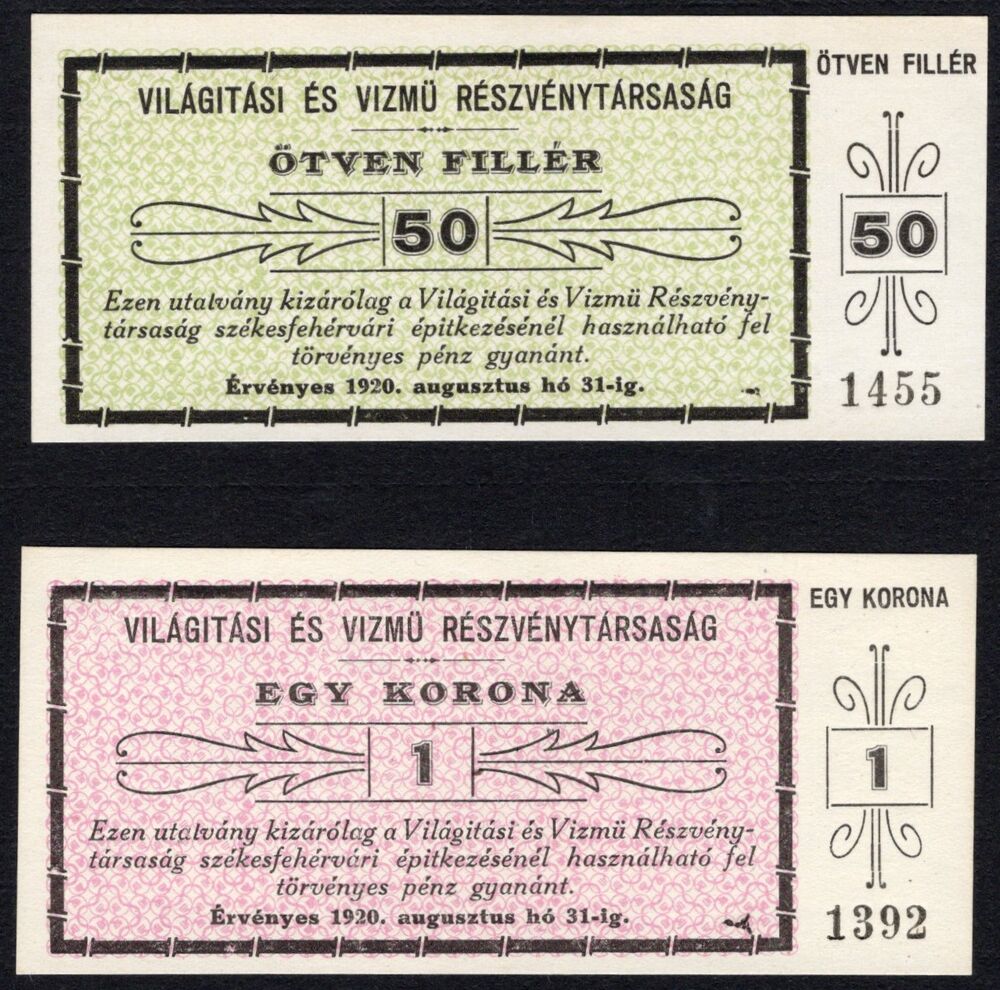 VILÁGITÁSI ÉS VIZMÜ RÉSZVÉNYTÁRSASÁG
ÖTVEN FILLÉR
50
Ezen utalvány kizárólag a Világitási és Vizmü Részvény-
társaság székesfehérvári épitkezésénél használható fel
törvényes pénz gyanánt.
Érvényes 1920. augusztus hó 31-ig.
ÖTVEN FILLÉR
50
1455
VILÁGITÁSI ÉS VIZMÜ RÉSZVÉNYTÁRSASÁG
EGY KORONA
1
Ezen utalvány kizárólag a Világitási és Vizmü Részvény-
társaság székesfehérvári épitkezésénél használható fel
törvényes pénz gyanánt.
Érvényes 1920. augusztus hó 31-ig.
EGY KORONA
1
1392